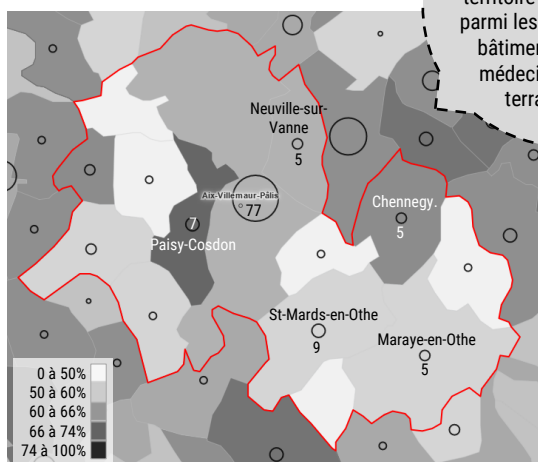 territoire
parmi les
bâtimen
médeci
terra
Neuville-sur-
Vanne
5
Aix-Villemaur-Pâlis
77
Chennegy.
5
7
Paisy-Cosdon
St-Mards-en-Othe
9
Maraye-en-Othe
5
0 à 50%
50 à 60%
60 à 66%
66 à 74%
74 à 100%